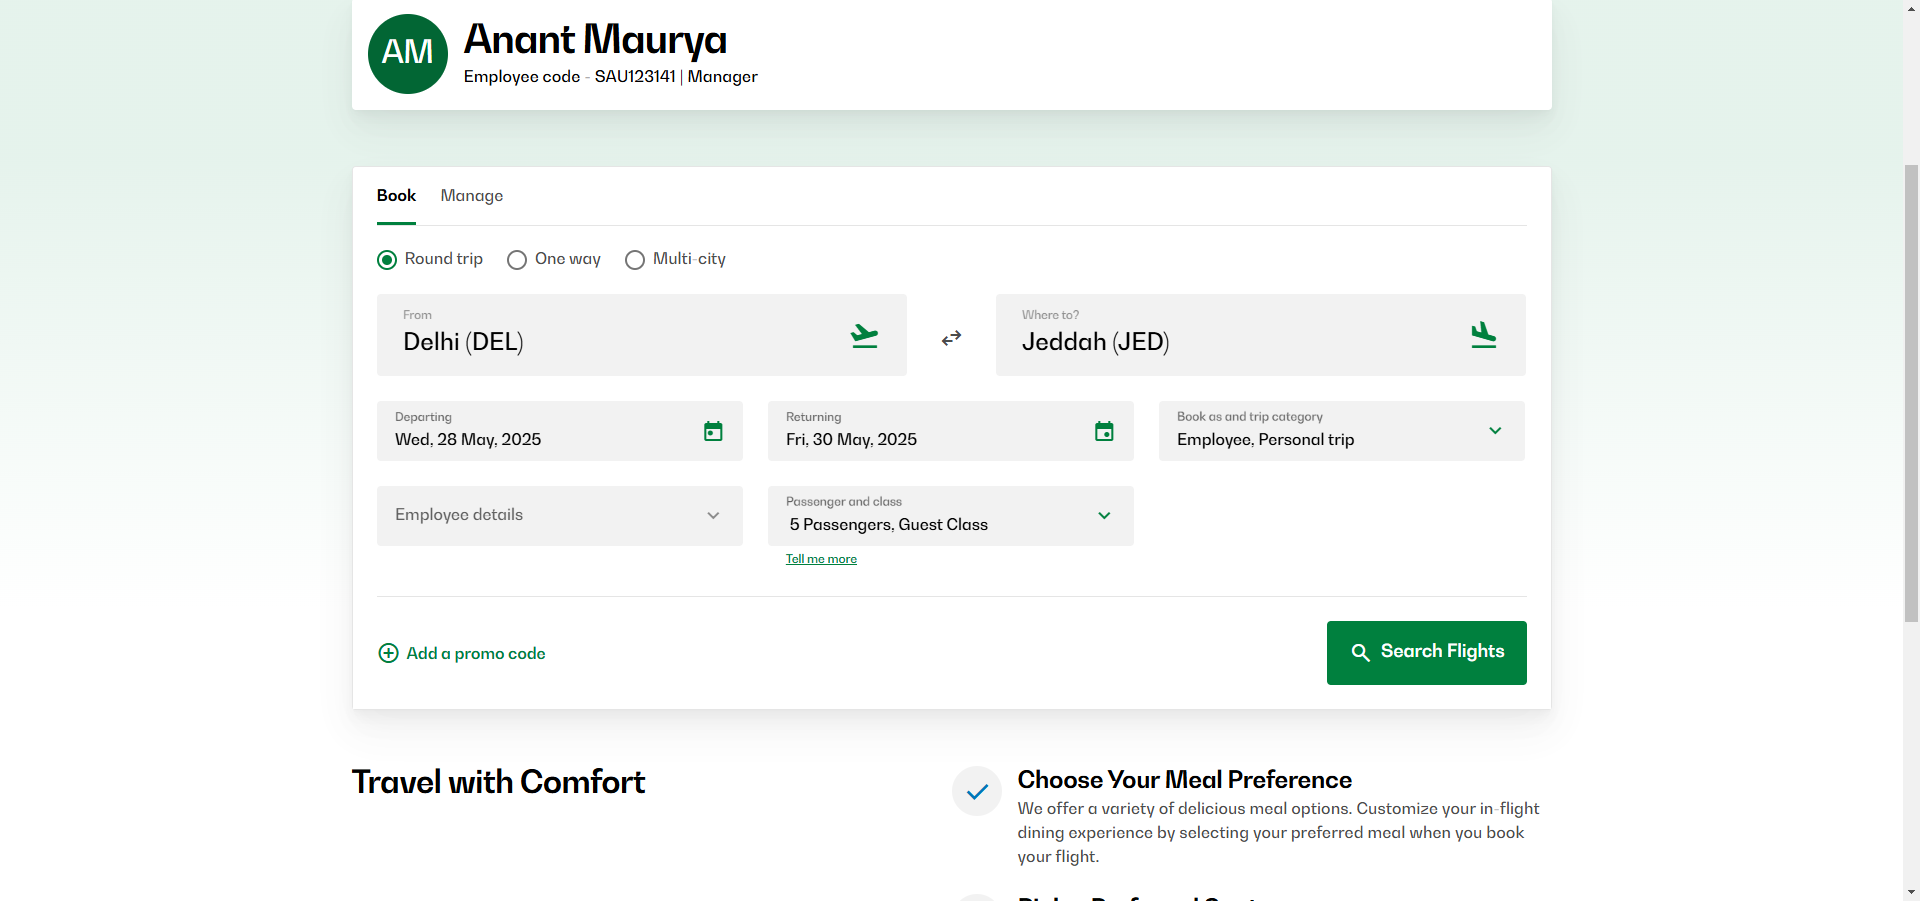 AM
Anant Maurya
Employee code - SAU123141 | Manager
Book Manage
Round trip One way Multi-city
From
Delhi (DEL)
Where to?
Jeddah (JED)
Departing
Wed, 28 May, 2025
Returning
Fri, 30 May, 2025
Book as and trip category
Employee, Personal trip
Employee details
Passenger and class
5 Passengers, Guest Class
Tell me more
Add a promo code
Search Flights
Travel with Comfort
Choose Your Meal Preference
We offer a variety of delicious meal options. Customize your in-flight
dining experience by selecting your preferred meal when you book
your flight.